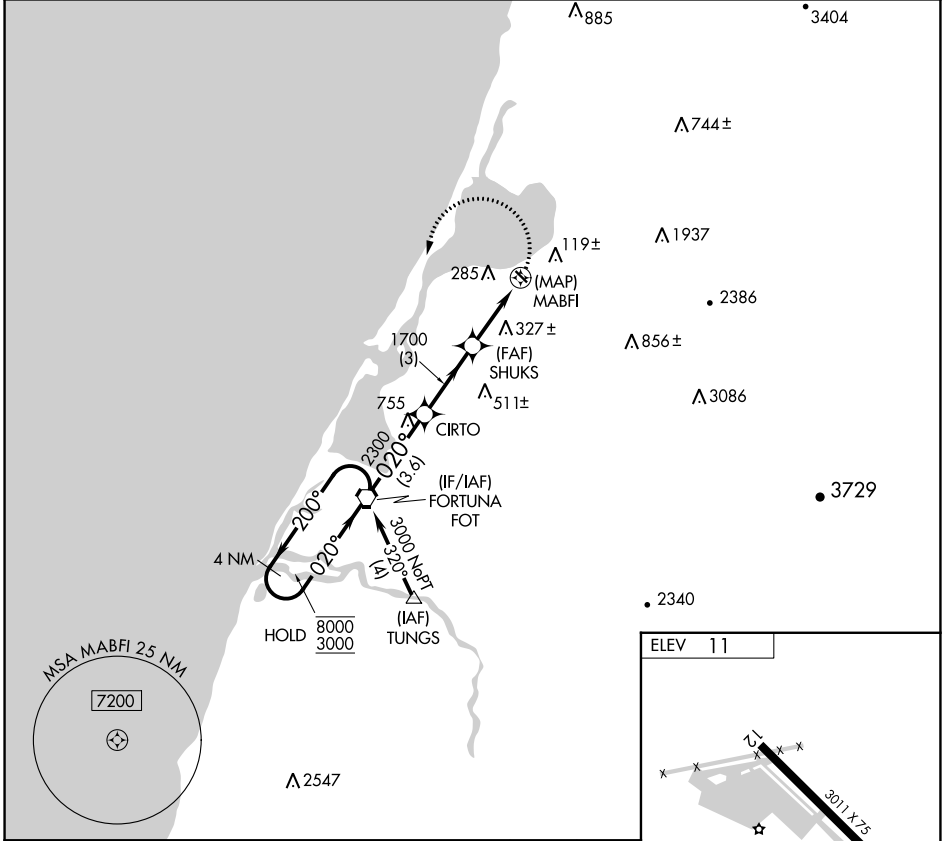 885
3404
744±
1937
119±
285
(MAP)
MABFI
2386
327±
1700
(3)
(FAF)
SHUKS
856±
755
511±
3086
CIRTO
2300
020°
(3.6)
(IF/IAF)
FORTUNA
FOT
3729
200°
020°
4 NM
3000 NoPT
320°
(4)
(IAF)
TUNGS
2340
HOLD
8000
3000
ELEV 11
MSA MABFI 25 NM
7200
12
3011 X 75
2547
X X X X X